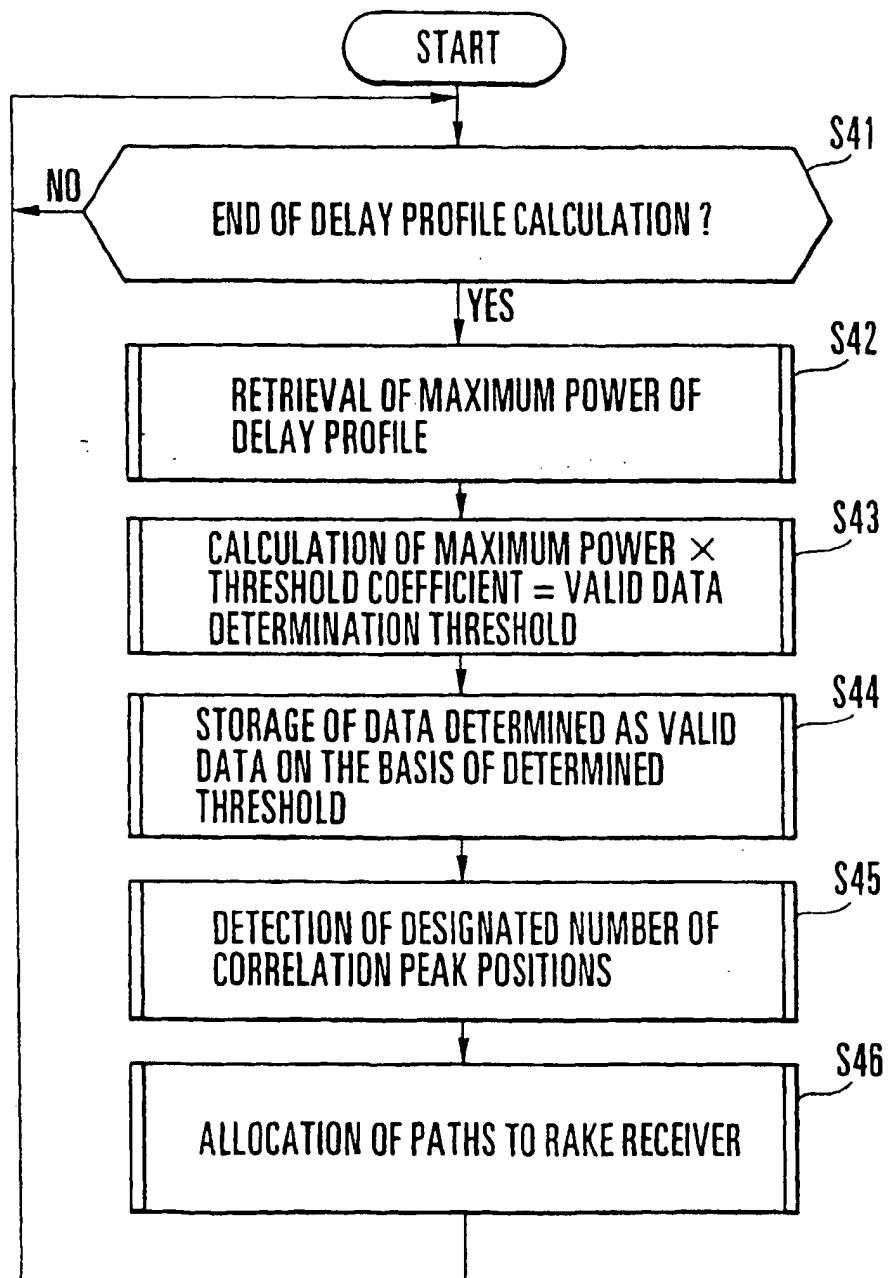 START
S41
NO
END OF DELAY PROFILE CALCULATION ?
YES
S42
RETRIEVAL OF MAXIMUM POWER OF
DELAY PROFILE
S43
CALCULATION OF MAXIMUM POWER ×
THRESHOLD COEFFICIENT = VALID DATA
DETERMINATION THRESHOLD
S44
STORAGE OF DATA DETERMINED AS VALID
DATA ON THE BASIS OF DETERMINED
THRESHOLD
S45
DETECTION OF DESIGNATED NUMBER OF
CORRELATION PEAK POSITIONS
S46
ALLOCATION OF PATHS TO RAKE RECEIVER